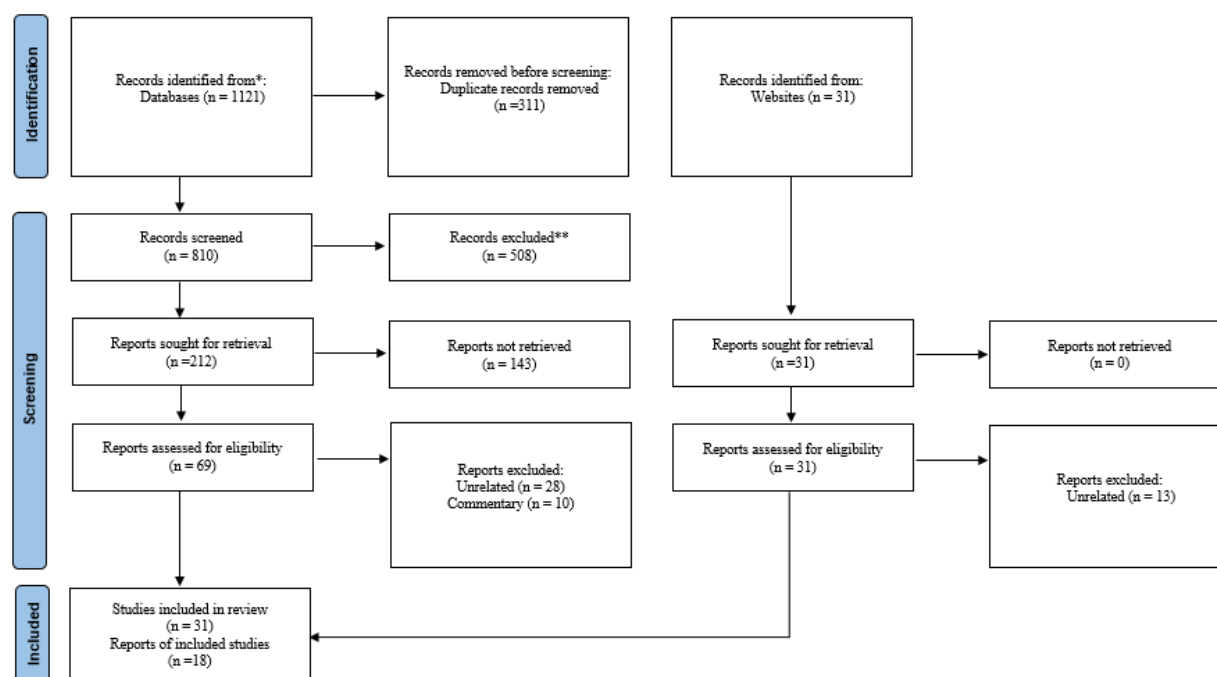 Identification
Records identified from*:
Databases (n = 1121)
Records removed before screening:
Duplicate records removed
(n =311)
Records identified from:
Websites (n = 31)
Screening
Records screened
(n = 810)
Records excluded**
(n = 508)
Reports sought for retrieval
(n =212)
Reports not retrieved
(n = 143)
Reports sought for retrieval
(n =31)
Reports not retrieved
(n = 0)
Reports assessed for eligibility
(n = 69)
Reports excluded:
Unrelated (n = 28)
Commentary (n = 10)
Reports assessed for eligibility
(n = 31)
Reports excluded:
Unrelated (n = 13)
Included
Studies included in review
(n = 31)
Reports of included studies
(n =18)